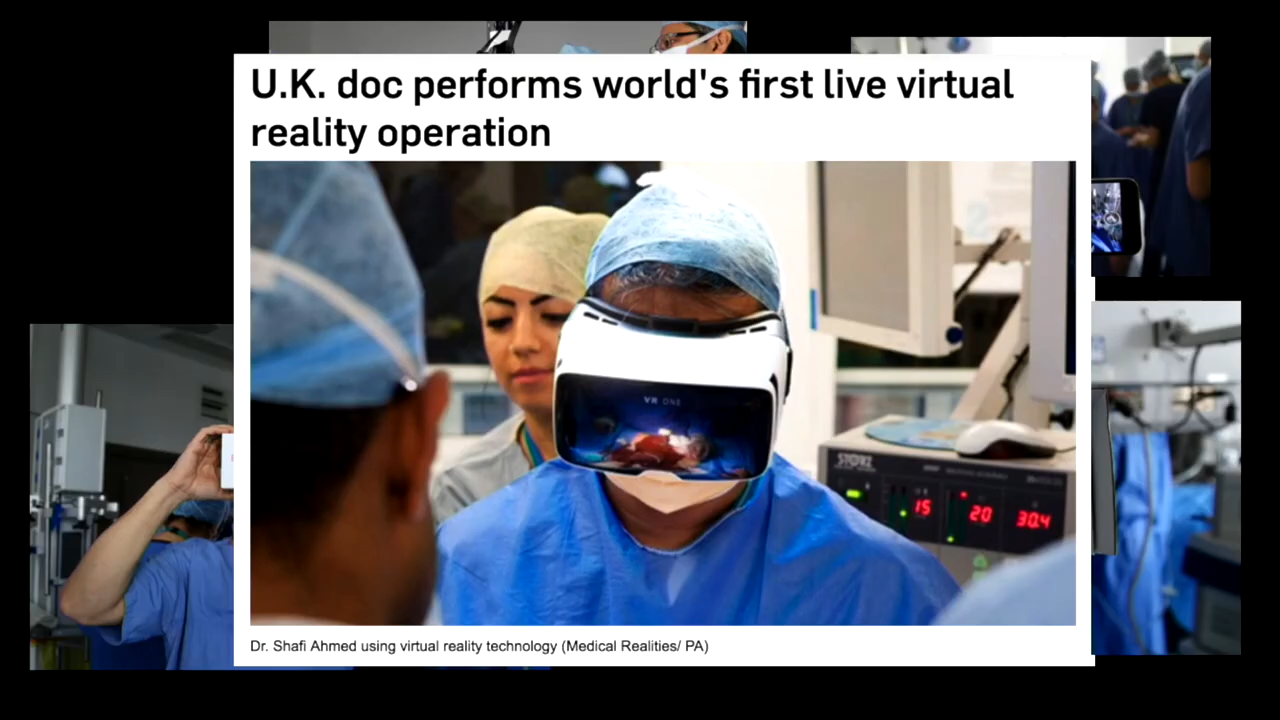 U.K. doc performs world's first live virtual
reality operation
VR ONE
STORZ
15
20
30.4
Dr. Shafi Ahmed using virtual reality technology (Medical Realities/ PA)